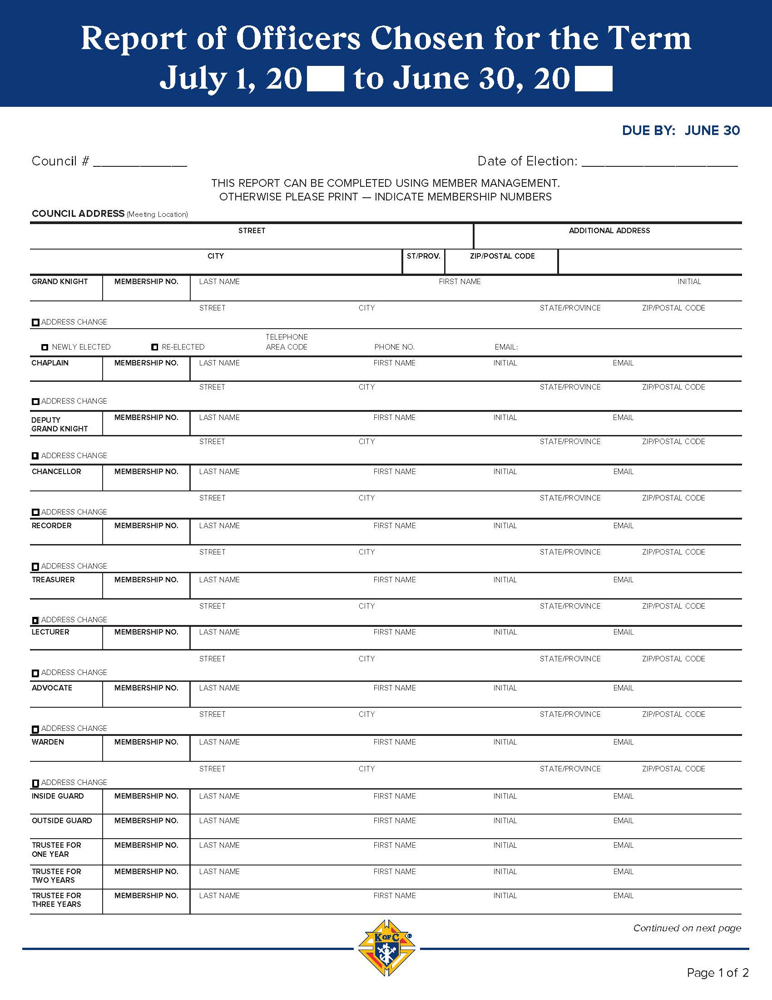 Report of Officers Chosen for the Term
July 1, 20 to June 30, 20
DUE BY: JUNE 30
Council # ____________ Date of Election: ____________________
THIS REPORT CAN BE COMPLETED USING MEMBER MANAGEMENT.
OTHERWISE PLEASE PRINT — INDICATE MEMBERSHIP NUMBERS
COUNCIL ADDRESS (Meeting Location)
STREET ADDITIONAL ADDRESS
CITY ST/PROV. ZIP/POSTAL CODE
GRAND KNIGHT MEMBERSHIP NO. LAST NAME FIRST NAME INITIAL
STREET CITY STATE/PROVINCE ZIP/POSTAL CODE
ADDRESS CHANGE
TELEPHONE
NEWLY ELECTED RE-ELECTED AREA CODE PHONE NO. EMAIL:
CHAPLAIN MEMBERSHIP NO. LAST NAME FIRST NAME INITIAL EMAIL
STREET CITY STATE/PROVINCE ZIP/POSTAL CODE
ADDRESS CHANGE
DEPUTY MEMBERSHIP NO. LAST NAME FIRST NAME INITIAL EMAIL
GRAND KNIGHT
STREET CITY STATE/PROVINCE ZIP/POSTAL CODE
ADDRESS CHANGE
CHANCELLOR MEMBERSHIP NO. LAST NAME FIRST NAME INITIAL EMAIL
STREET CITY STATE/PROVINCE ZIP/POSTAL CODE
ADDRESS CHANGE
RECORDER MEMBERSHIP NO. LAST NAME FIRST NAME INITIAL EMAIL
STREET CITY STATE/PROVINCE ZIP/POSTAL CODE
ADDRESS CHANGE
TREASURER MEMBERSHIP NO. LAST NAME FIRST NAME INITIAL EMAIL
STREET CITY STATE/PROVINCE ZIP/POSTAL CODE
ADDRESS CHANGE
LECTURER MEMBERSHIP NO. LAST NAME FIRST NAME INITIAL EMAIL
STREET CITY STATE/PROVINCE ZIP/POSTAL CODE
ADDRESS CHANGE
ADVOCATE MEMBERSHIP NO. LAST NAME FIRST NAME INITIAL EMAIL
STREET CITY STATE/PROVINCE ZIP/POSTAL CODE
ADDRESS CHANGE
WARDEN MEMBERSHIP NO. LAST NAME FIRST NAME INITIAL EMAIL
STREET CITY STATE/PROVINCE ZIP/POSTAL CODE
ADDRESS CHANGE
INSIDE GUARD MEMBERSHIP NO. LAST NAME FIRST NAME INITIAL EMAIL
OUTSIDE GUARD MEMBERSHIP NO. LAST NAME FIRST NAME INITIAL EMAIL
TRUSTEE FOR MEMBERSHIP NO. LAST NAME FIRST NAME INITIAL EMAIL
ONE YEAR
TRUSTEE FOR MEMBERSHIP NO. LAST NAME FIRST NAME INITIAL EMAIL
TWO YEARS
TRUSTEE FOR MEMBERSHIP NO. LAST NAME FIRST NAME INITIAL EMAIL
THREE YEARS
Continued on next page
K OF C ®
Page 1 of 2